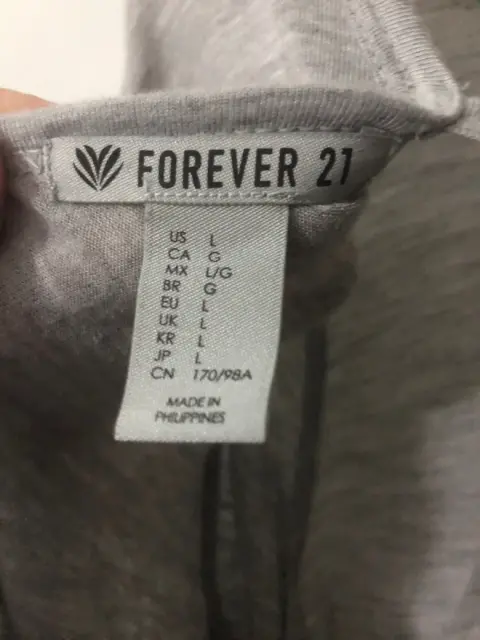 FOREVER 21
US L
CA G
MX L/G
BR G
EU L
UK L
KR L
JP L
CN 170/98A
MADE IN
PHILIPPINES